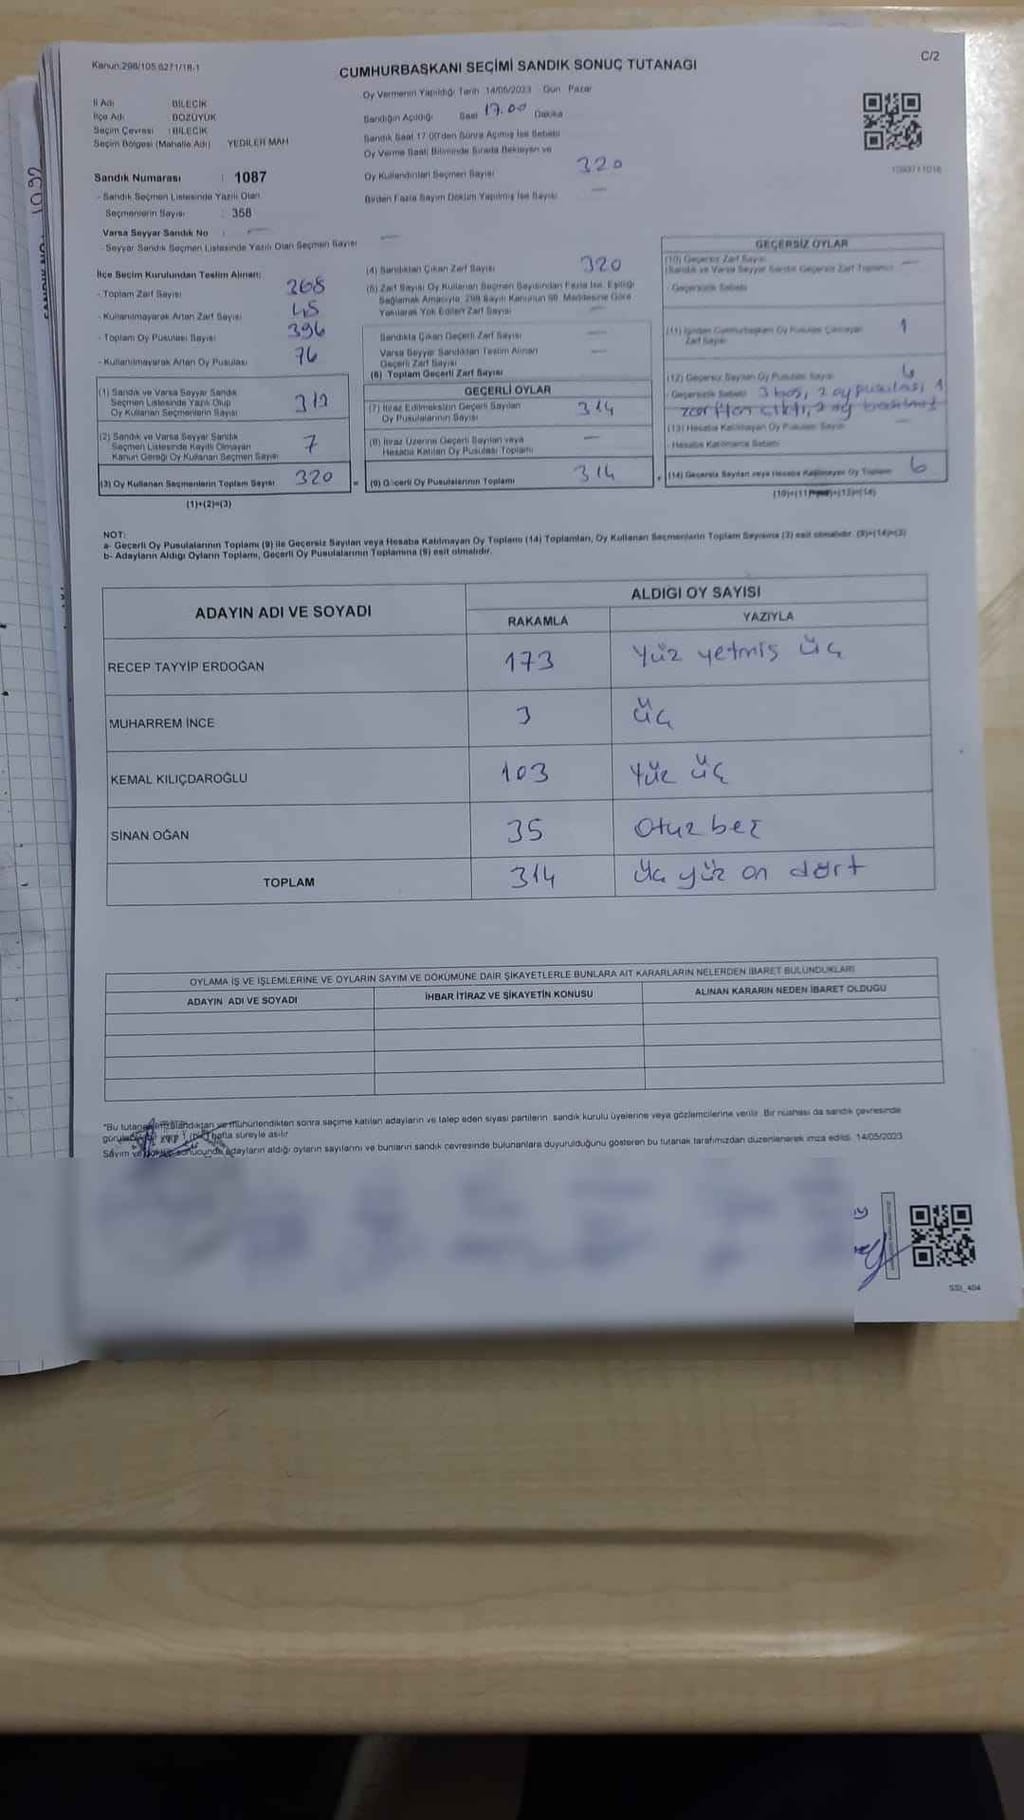 Kanun:298/105,6271/18-1
C/2
CUMHURBAŞKANI SEÇİMİ SANDIK SONUÇ TUTANAĞI
Oy Vermenin Yapıldığı Tarih 14/05/2023 Gün Pazar
İl Adı : BİLECİK
İlçe Adı : BOZÜYÜK
Seçim Çevresi : BİLECİK
Seçim Bölgesi (Mahalle Adı) YEDİLER MAH
Sandığın Açıldığı Saat 17.00 Dakika
Sandık Saat 17:00'den Sonra Açılmış İse Sebebi
Oy Verme Saati Bitiminde Sırada Bekleyen ve
Oy Kullandırılan Seçmen Sayısı 320
Birden Fazla Sayım Döküm Yapılmış İse Sayısı —
Sandık Numarası : 1087
- Sandık Seçmen Listesinde Yazılı Olan
Seçmenlerin Sayısı : 358
Varsa Seyyar Sandık No : —
- Seyyar Sandık Seçmen Listesinde Yazılı Olan Seçmen Sayısı —
İlçe Seçim Kurulundan Teslim Alınan:
- Toplam Zarf Sayısı 368
- Kullanılmayarak Artan Zarf Sayısı
- Toplam Oy Pusulası Sayısı 396
- Kullanılmayarak Artan Oy Pusulası 76
(1) Sandık ve Varsa Seyyar Sandık
Seçmen Listesinde Yazılı Olup
Oy Kullanan Seçmenlerin Sayısı
(2) Sandık ve Varsa Seyyar Sandık
Seçmen Listesinde Kayıtlı Olmayan
Kanun Gereği Oy Kullanan Seçmen Sayısı 7
(3) Oy Kullanan Seçmenlerin Toplam Sayısı 320
(1)+(2)=(3)
(4) Sandıktan Çıkan Zarf Sayısı 320
(5) Zarf Sayısı Oy Kullanan Seçmen Sayısından Fazla İse, Eşitliği
Sağlamak Amacıyla, 298 Sayılı Kanunun 98. Maddesine Göre
Yakılarak Yok Edilen Zarf Sayısı —
Sandıkta Çıkan Geçerli Zarf Sayısı —
Varsa Seyyar Sandıktan Teslim Alınan
Geçerli Zarf Sayısı —
(6) Toplam Geçerli Zarf Sayısı
GEÇERLİ OYLAR
(7) İtiraz Edilmeksizin Geçerli Sayılan
Oy Pusulalarının Sayısı 314
(8) İtiraz Üzerine Geçerli Sayılan veya
Hesaba Katılan Oy Pusulası Toplamı —
(9) Geçerli Oy Pusulalarının Toplamı 314
GEÇERSİZ OYLAR
(10) Geçersiz Zarf Sayısı
(Sandık ve Varsa Seyyar Sandık Geçersiz Zarf Toplamı) —
- Geçersizlik Sebebi
(11) İçinden Cumhurbaşkanı Oy Pusulası Çıkmayan
Zarf Sayısı 1
(12) Geçersiz Sayılan Oy Pusulası Sayısı 6
- Geçersizlik Sebebi 3 boş, 2 oy pusulası 1
zarftan çıktı, 2 oy
(13) Hesaba Katılmayan Oy Pusulası Sayısı —
- Hesaba Katılmama Sebebi
(14) Geçersiz Sayılan veya Hesaba Katılmayan Oy Toplamı 6
NOT:
a- Geçerli Oy Pusulalarının Toplamı (9) ile Geçersiz Sayılan veya Hesaba Katılmayan Oy Toplamı (14) Toplamları, Oy Kullanan Seçmenlerin Toplam Sayısına (3) eşit olmalıdır. (9)+(14)=(3)
b- Adayların Aldığı Oyların Toplamı, Geçerli Oy Pusulalarının Toplamına (9) eşit olmalıdır.
ADAYIN ADI VE SOYADI
ALDIĞI OY SAYISI
RAKAMLA YAZIYLA
RECEP TAYYİP ERDOĞAN 173 Yüz yetmiş üç
MUHARREM İNCE 3 üç
KEMAL KILIÇDAROĞLU 103 Yüz üç
SİNAN OĞAN 35 Otuz beş
TOPLAM 314 Üç yüz on dört
OYLAMA İŞ VE İŞLEMLERİNE VE OYLARIN SAYIM VE DÖKÜMÜNE DAİR ŞİKAYETLERLE BUNLARA AİT KARARLARIN NELERDEN İBARET BULUNDUKLARI
ADAYIN ADI VE SOYADI İHBAR İTİRAZ VE ŞİKAYETİN KONUSU ALINAN KARARIN NEDEN İBARET OLDUĞU
*Bu tutanak imzalandıktan ve mühürlendikten sonra seçime katılan adayların ve talep eden siyasi partilerin sandık kurulu üyelerine veya gözlemcilerine verilir. Bir nüshası da sandık çevresinde
hafta süreyle asılır.
Sayım ve döküm sonucunda adayların aldığı oyların sayılarını ve bunların sandık çevresinde bulunanlara duyurulduğunu gösteren bu tutanak tarafımızdan düzenlenerek imza edildi. 14/05/2023
SSI_404